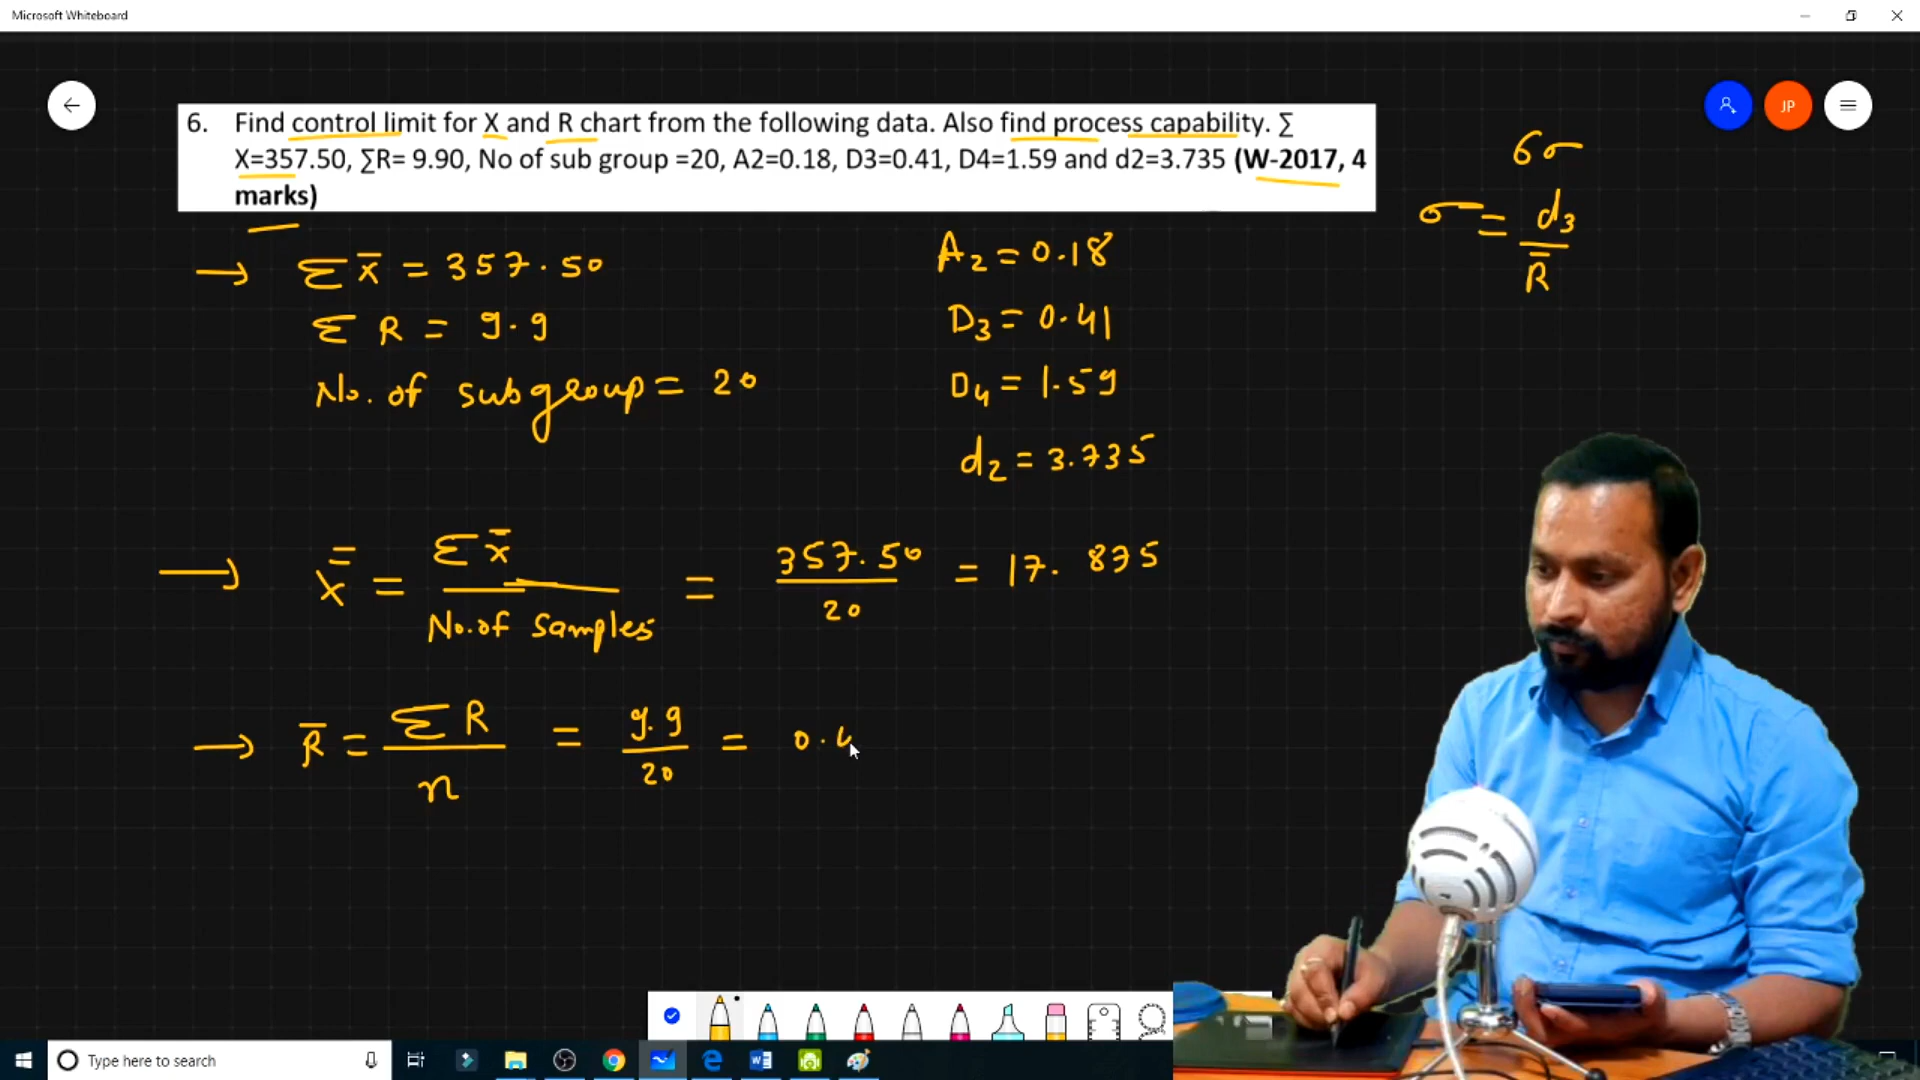 Microsoft Whiteboard
JP
6. Find control limit for X and R chart from the following data. Also find process capability. ∑
X=357.50, ∑R= 9.90, No of sub group =20, A2=0.18, D3=0.41, D4=1.59 and d2=3.735 (W-2017, 4
marks)
6σ
σ = d₃ / R̄
→ Σ x̄ = 357.50
Σ R = 9.9
No. of subgroup = 20
A₂ = 0.18
D₃ = 0.41
D₄ = 1.59
d₂ = 3.735
→ x̿ = Σx̄ / No. of Samples = 357.50 / 20 = 17.875
→ R̄ = ΣR / n = 9.9 / 20 = 0.4
Type here to search